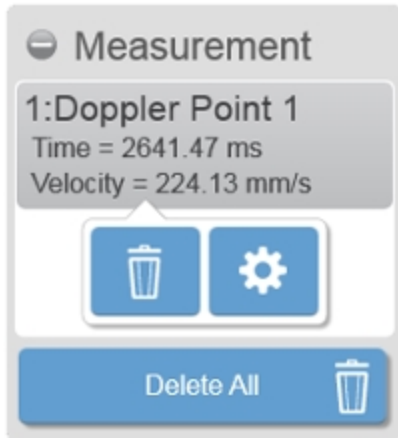 Measurement
1:Doppler Point 1
Time = 2641.47 ms
Velocity = 224.13 mm/s
Delete All